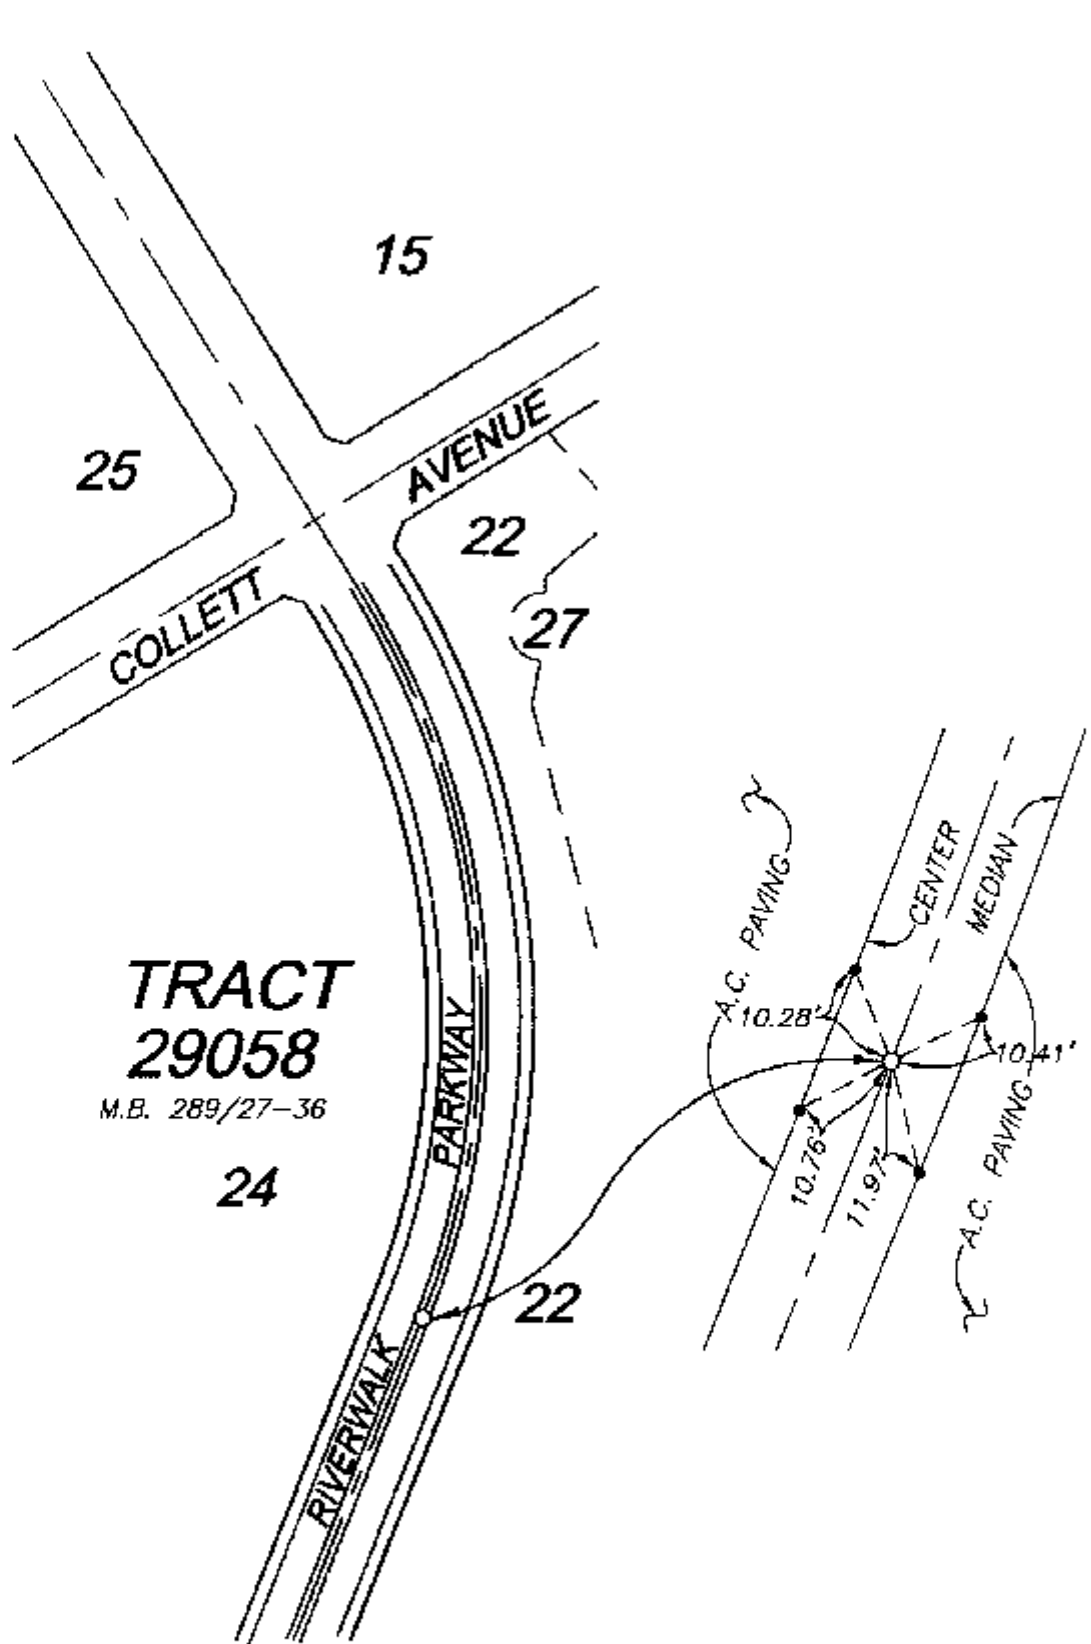 15
AVENUE
25
22
COLLETT
27
CENTER
MEDIAN
A.C. PAVING
TRACT
29058
M.B. 289/27-36
10.28'
10.41'
PARKWAY
10.76'
11.97'
A.C. PAVING
24
22
RIVERWALK